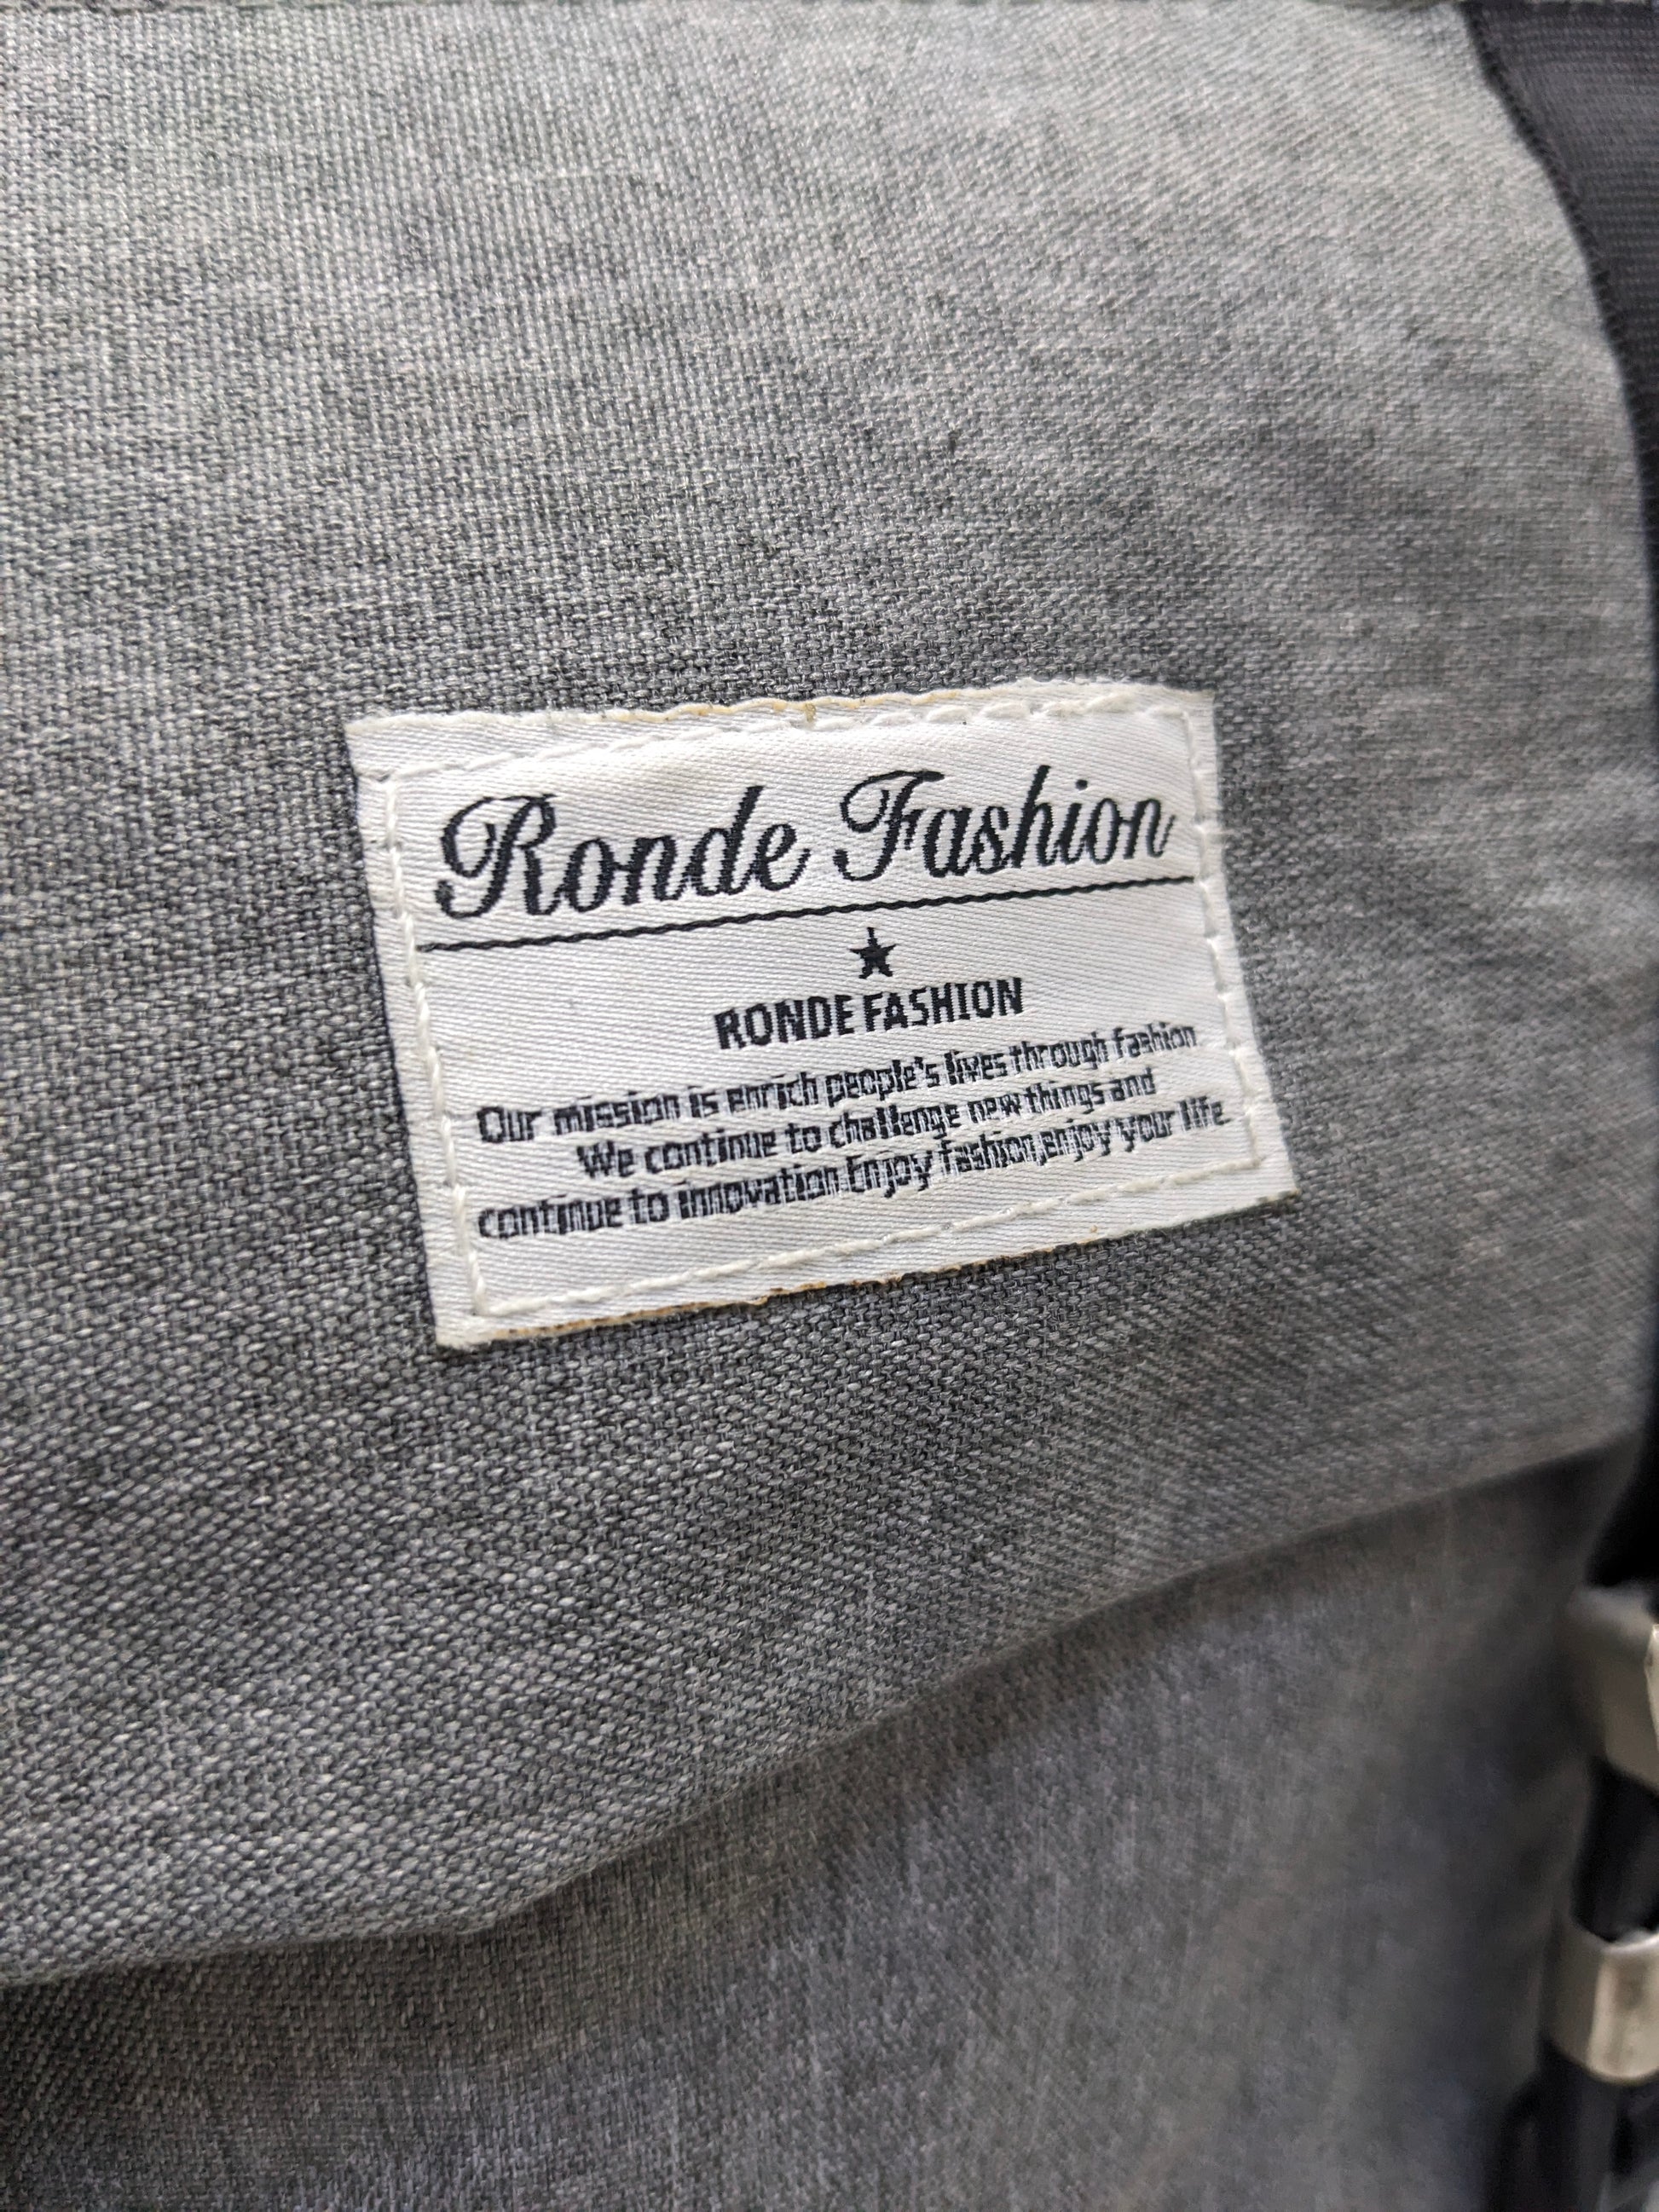 Ronde Fashion
RONDE FASHION
Our mission is enrich people's lives through fashion
We continue to challenge new things and
continue to innovation.Enjoy fashion,enjoy your life.